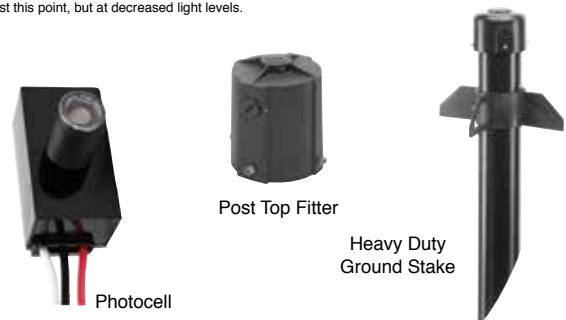 st this point, but at decreased light levels.
Post Top Fitter
Heavy Duty
Ground Stake
Photocell